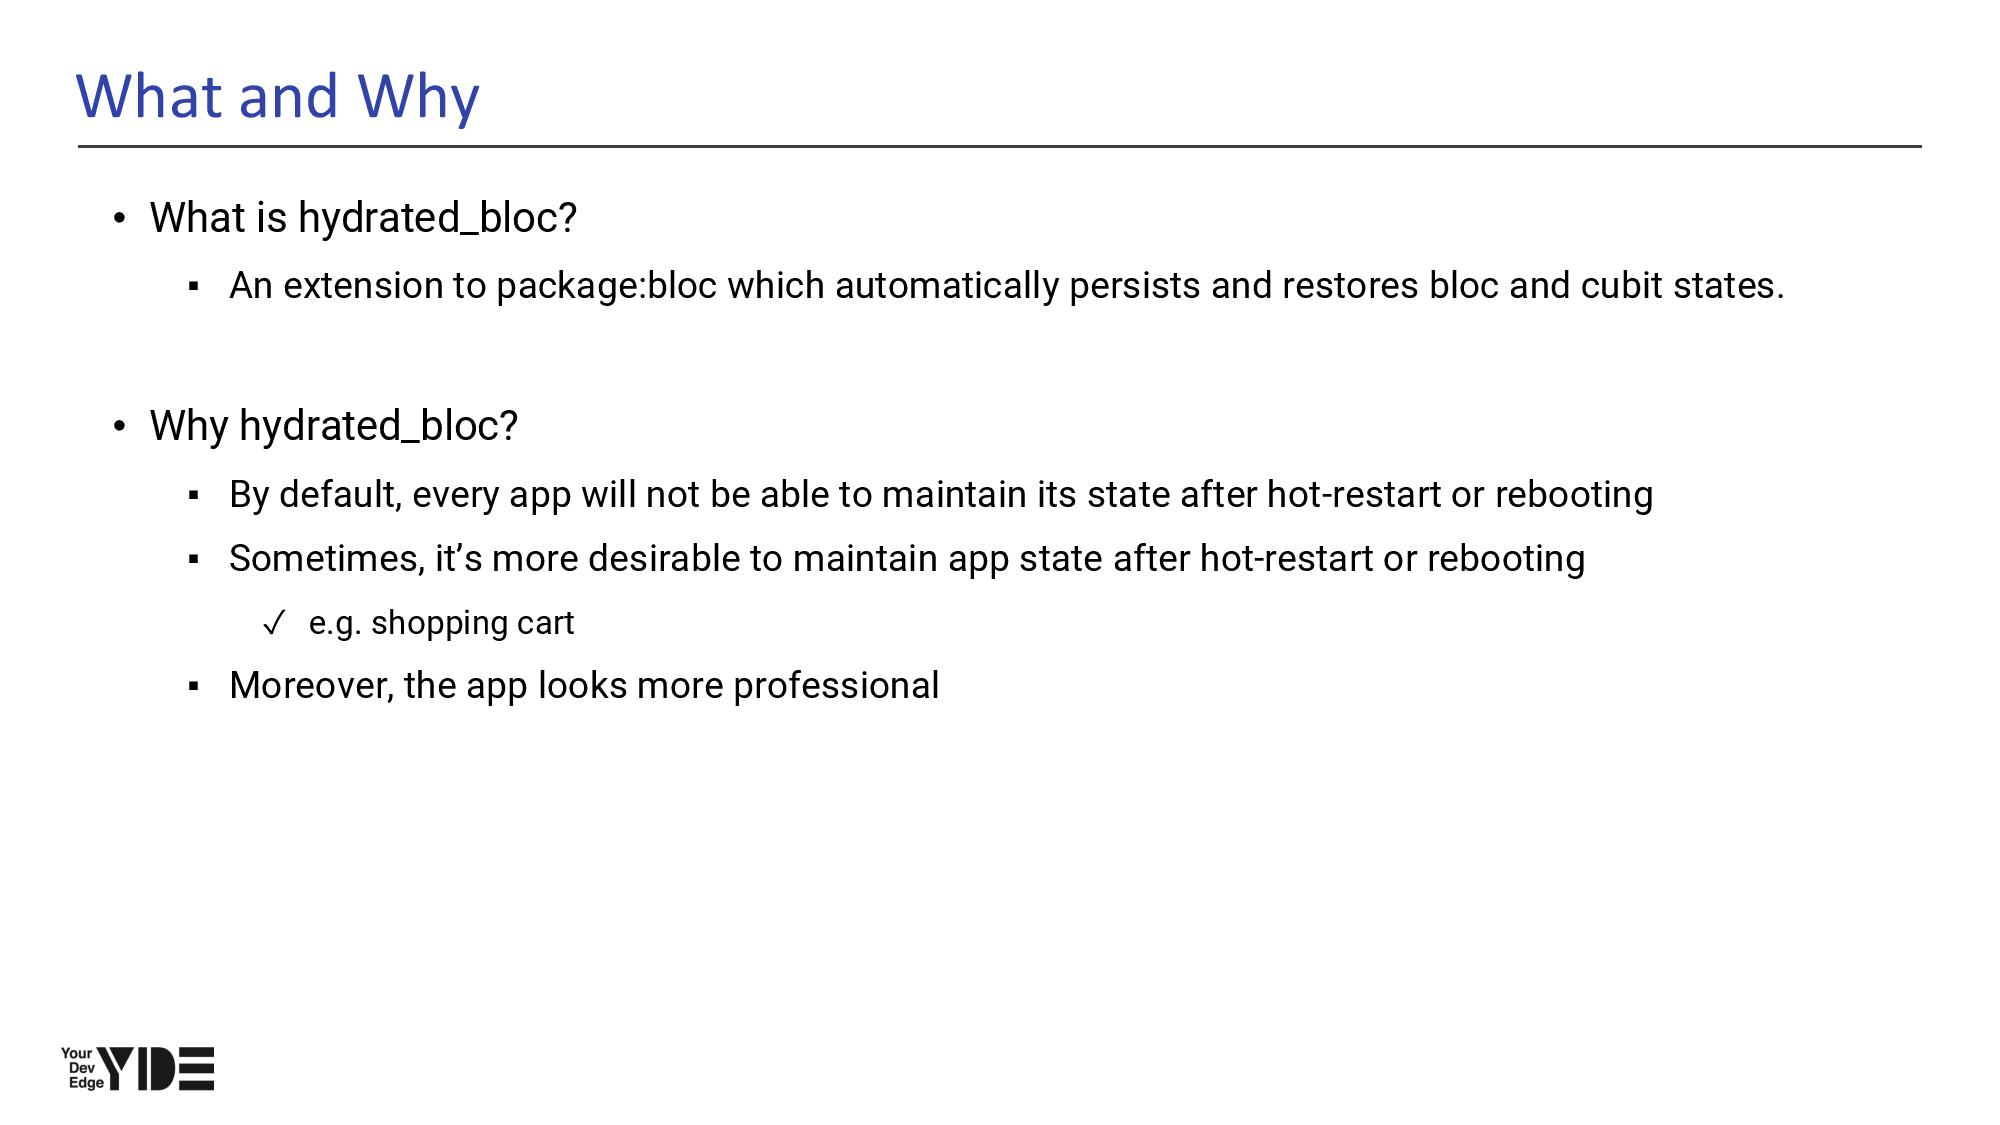 What and Why
• What is hydrated_bloc?
▪ An extension to package:bloc which automatically persists and restores bloc and cubit states.
• Why hydrated_bloc?
▪ By default, every app will not be able to maintain its state after hot-restart or rebooting
▪ Sometimes, it’s more desirable to maintain app state after hot-restart or rebooting
✓ e.g. shopping cart
▪ Moreover, the app looks more professional
Your
Dev
Edge
YDE